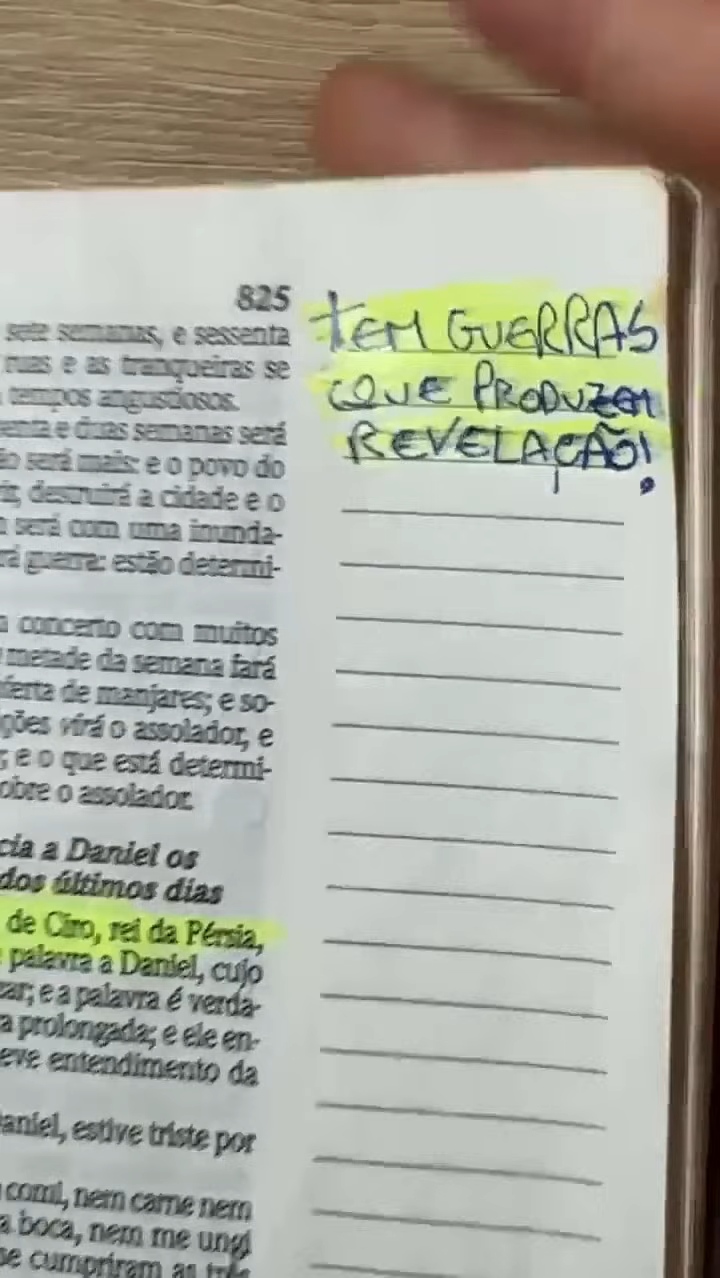 825
TEM GUERRAS
QUE PRODUZEM
REVELAÇÃO!
sete semanas, e sessenta
ruas e as tranqueiras se
tempos angustiosos.
e duas semanas será
será mais: e o povo do
destruirá a cidade e o
será com uma inunda-
guerra: estão determi-
concerto com muitos
metade da semana fará
de manjares; e so-
virá o assolador, e
e o que está determi-
o assolador.
a Daniel os
dos últimos dias
de Ciro, rei da Pérsia,
palavra a Daniel, cujo
e a palavra é verda-
prolongada; e ele en-
entendimento da
estive triste por
nem carne nem
boca, nem me ungi
se cumpriram as três